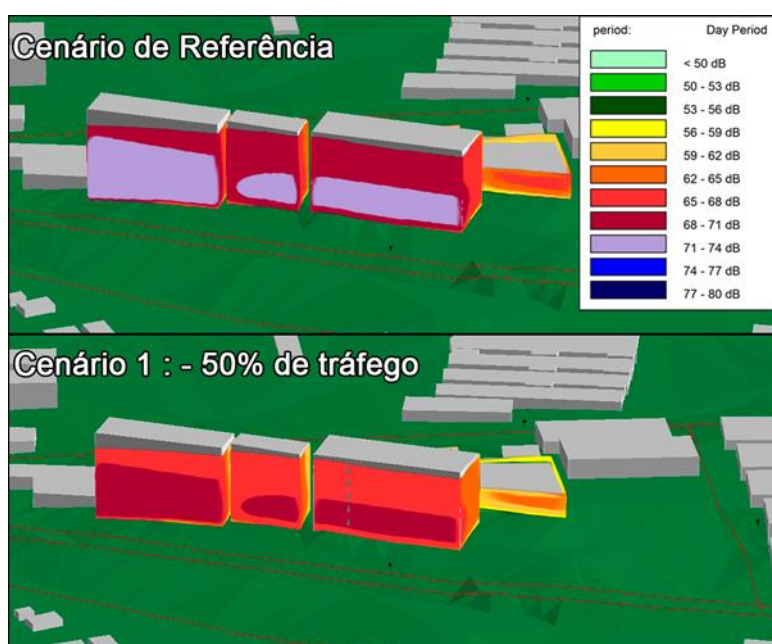 Cenário de Referência
period: Day Period
< 50 dB
50 - 53 dB
53 - 56 dB
56 - 59 dB
59 - 62 dB
62 - 65 dB
65 - 68 dB
68 - 71 dB
71 - 74 dB
74 - 77 dB
77 - 80 dB
Cenário 1 : - 50% de tráfego